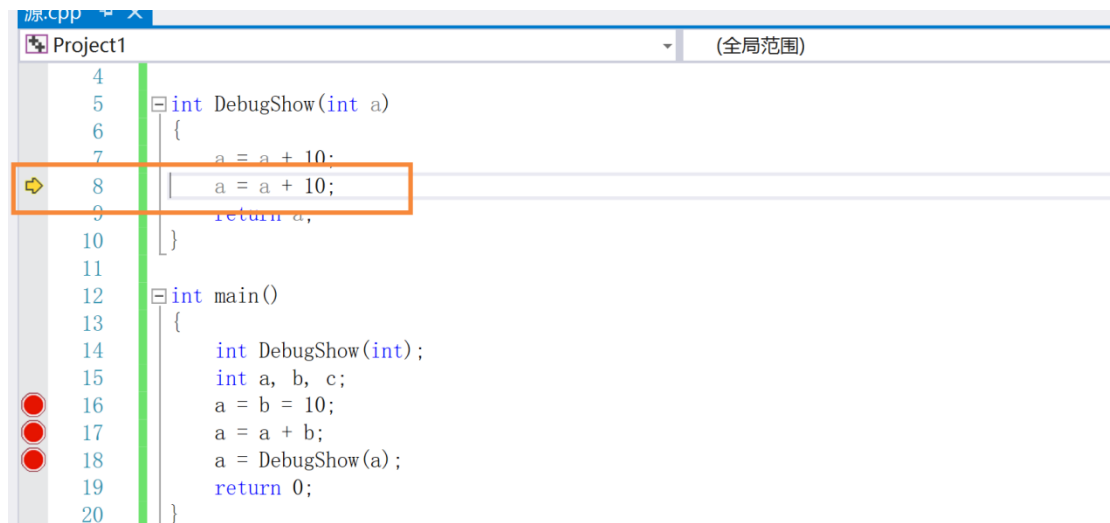 源.cpp
Project1 (全局范围)
4
5 int DebugShow(int a)
6 {
7 a = a + 10;
8 a = a + 10;
9 return a;
10 }
11
12 int main()
13 {
14 int DebugShow(int);
15 int a, b, c;
16 a = b = 10;
17 a = a + b;
18 a = DebugShow(a);
19 return 0;
20 }